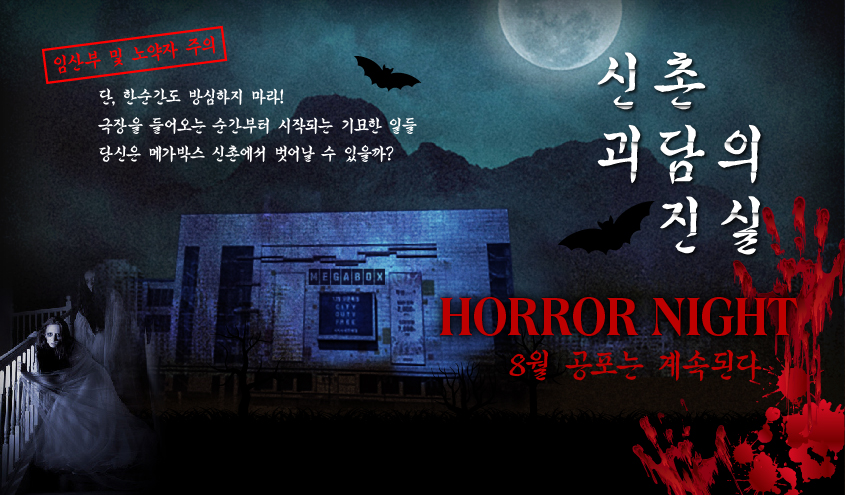 임산부 및 노약자 주의
단, 한순간도 방심하지 마라!
극장을 들어오는 순간부터 시작되는 기묘한 일들
당신은 메가박스 신촌에서 벗어날 수 있을까?
신촌
괴담의
진실
MEGABOX
CITY
DUTY
FREE
HORROR NIGHT
8월 공포는 계속된다